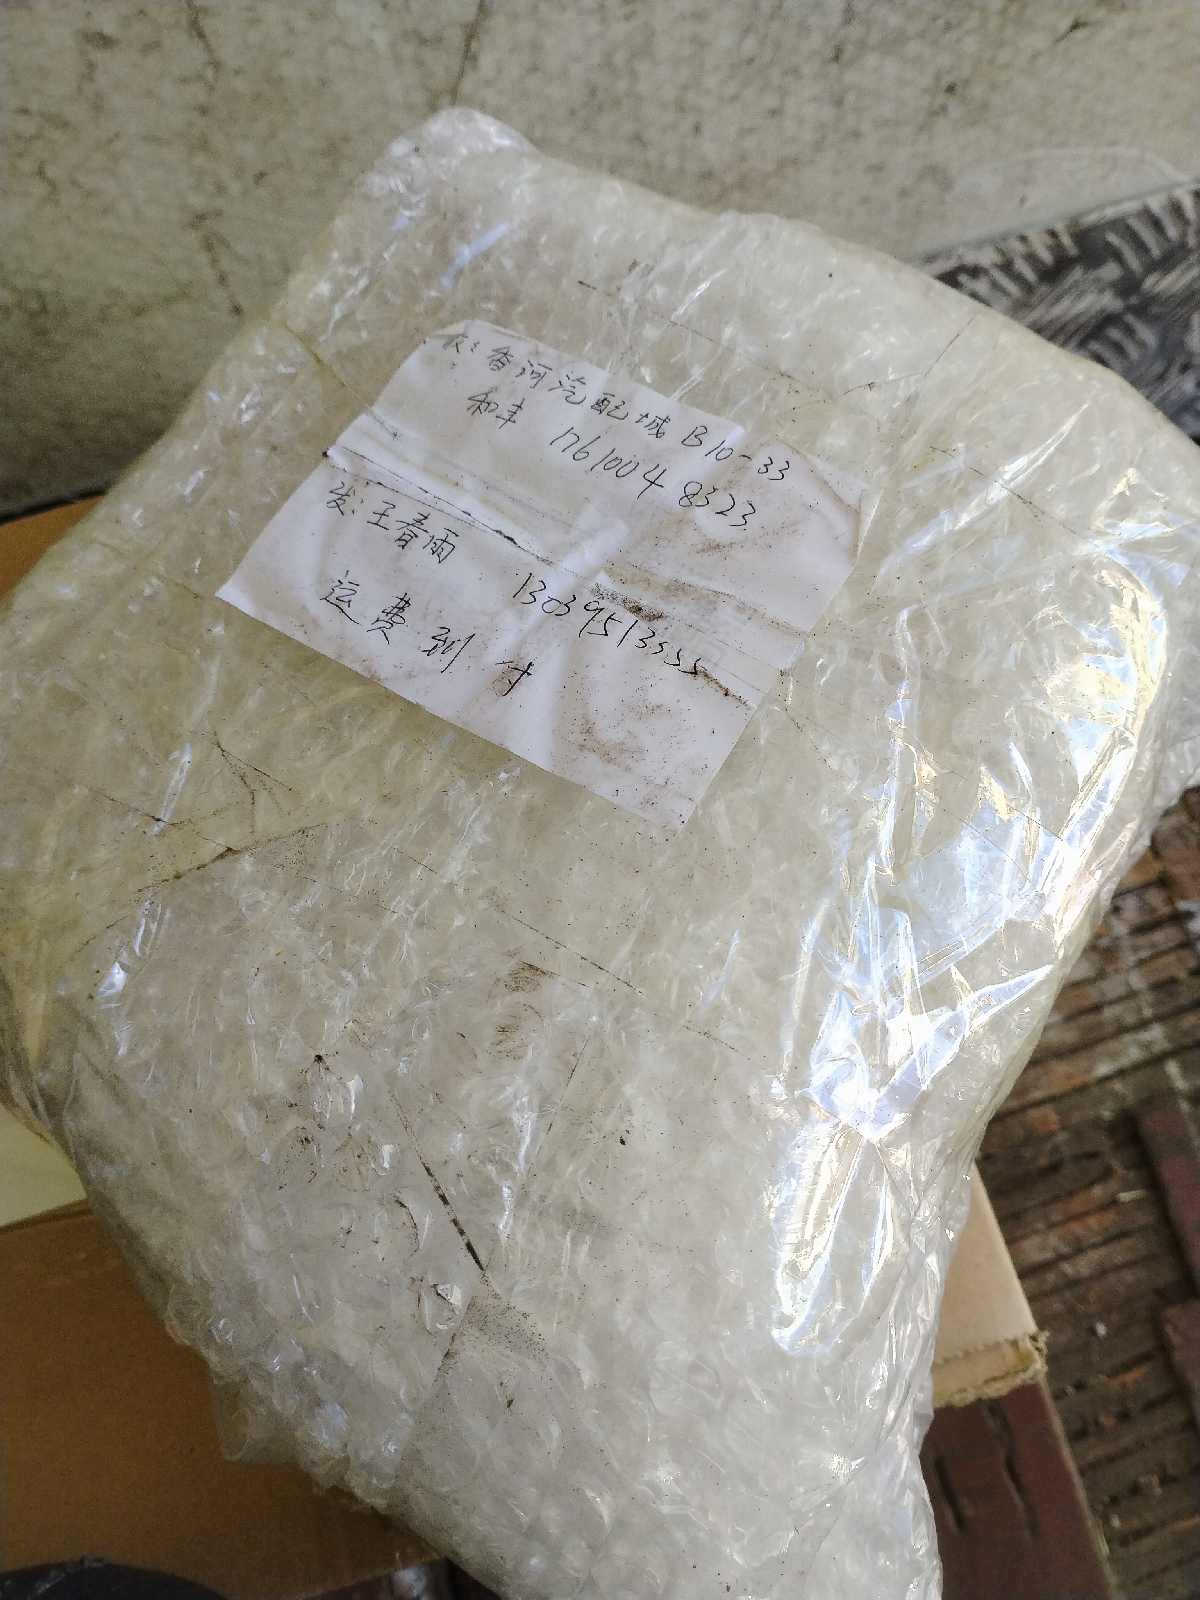 收：香河汽配城 B10-33
和丰 17610048323
发：王春雨 13039513555
运费到付